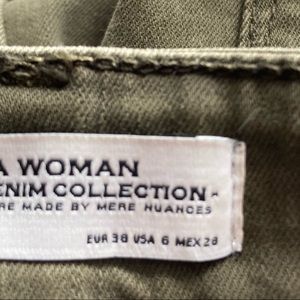 A WOMAN
ENIM COLLECTION-
RE MADE BY MERE NUANCES
EUR 38 USA 6 MEX 28